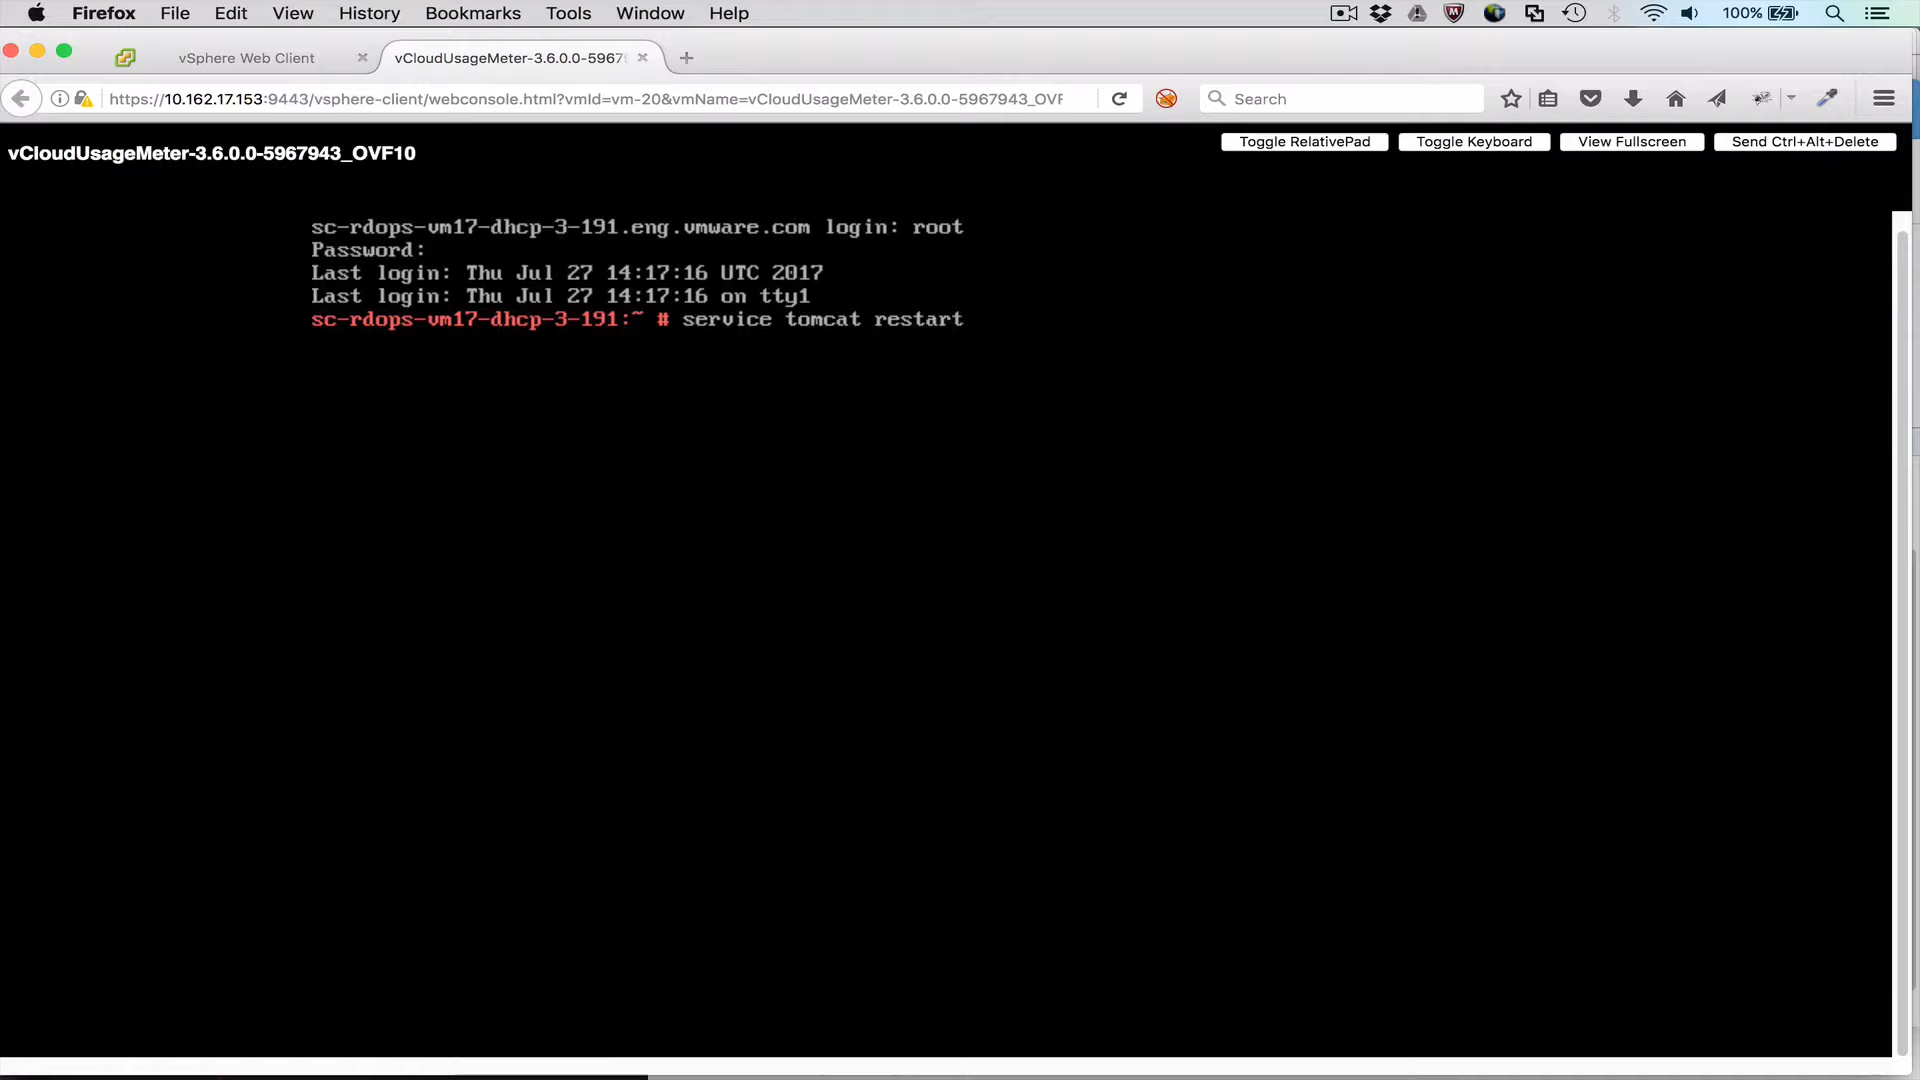 Firefox File Edit View History Bookmarks Tools Window Help 100%
vSphere Web Client vCloudUsageMeter-3.6.0.0-5967
https://10.162.17.153:9443/vsphere-client/webconsole.html?vmId=vm-20&vmName=vCloudUsageMeter-3.6.0.0-5967943_OVF Search
Toggle RelativePad Toggle Keyboard View Fullscreen Send Ctrl+Alt+Delete
vCloudUsageMeter-3.6.0.0-5967943_OVF10
sc-rdops-vm17-dhcp-3-191.eng.vmware.com login: root
Password:
Last login: Thu Jul 27 14:17:16 UTC 2017
Last login: Thu Jul 27 14:17:16 on tty1
sc-rdops-vm17-dhcp-3-191:~ # service tomcat restart